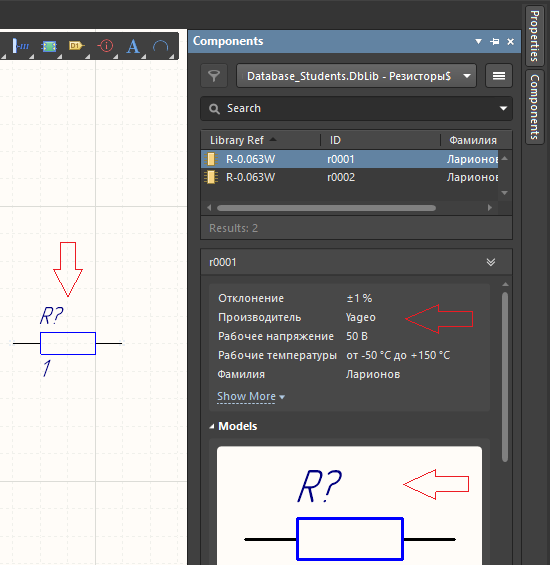 Components
Database_Students.DbLib - Резисторы$
Search
Library Ref ID Фамилия
R-0.063W r0001 Ларионов
R-0.063W r0002 Ларионов
Results: 2
r0001
Отклонение ±1 %
Производитель Yageo
Рабочее напряжение 50 В
Рабочие температуры от -50 °C до +150 °C
Фамилия Ларионов
Show More
Models
R?
R?
1
D1
A
Properties
Components